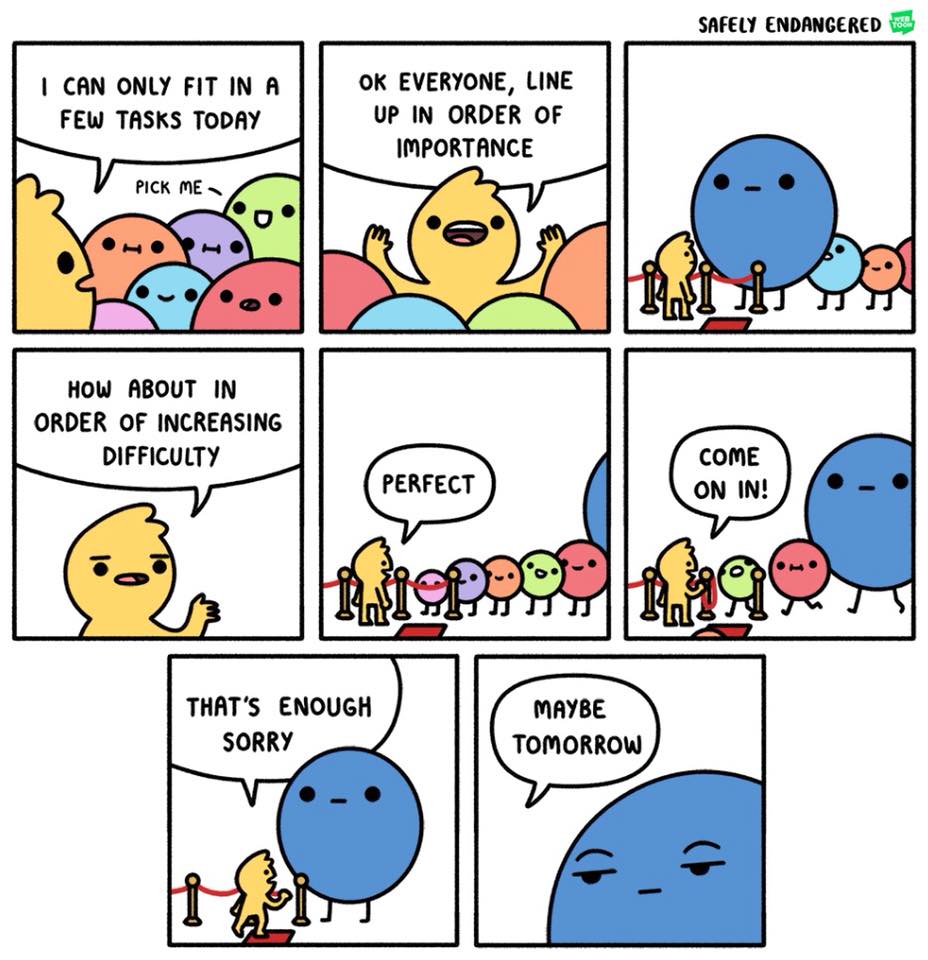 SAFELY ENDANGERED
WEB
TOON
I CAN ONLY FIT IN A
FEW TASKS TODAY
PICK ME
OK EVERYONE, LINE
UP IN ORDER OF
IMPORTANCE
HOW ABOUT IN
ORDER OF INCREASING
DIFFICULTY
PERFECT
COME
ON IN!
THAT'S ENOUGH
SORRY
MAYBE
TOMORROW